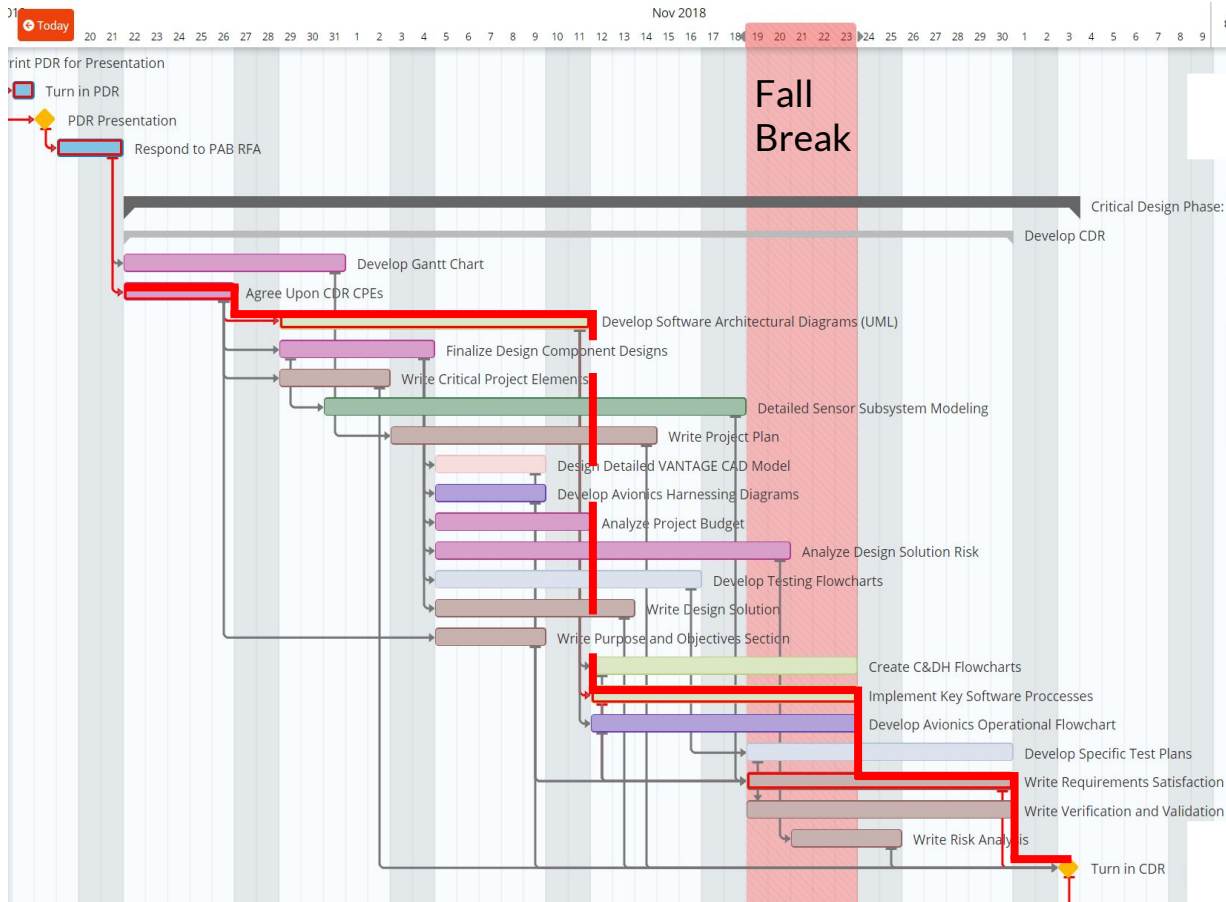 Nov 2018
Today
20 21 22 23 24 25 26 27 28 29 30 31 1 2 3 4 5 6 7 8 9 10 11 12 13 14 15 16 17 18 19 20 21 22 23 24 25 26 27 28 29 30 1 2 3 4 5 6 7 8 9
rint PDR for Presentation
Turn in PDR
Fall
Break
PDR Presentation
Respond to PAB RFA
Critical Design Phase:
Develop CDR
Develop Gantt Chart
Agree Upon CDR CPEs
Develop Software Architectural Diagrams (UML)
Finalize Design Component Designs
Write Critical Project Elements
Detailed Sensor Subsystem Modeling
Write Project Plan
Design Detailed VANTAGE CAD Model
Develop Avionics Harnessing Diagrams
Analyze Project Budget
Analyze Design Solution Risk
Develop Testing Flowcharts
Write Design Solution
Write Purpose and Objectives Section
Create C&DH Flowcharts
Implement Key Software Proccesses
Develop Avionics Operational Flowchart
Develop Specific Test Plans
Write Requirements Satisfaction
Write Verification and Validation
Write Risk Analysis
Turn in CDR